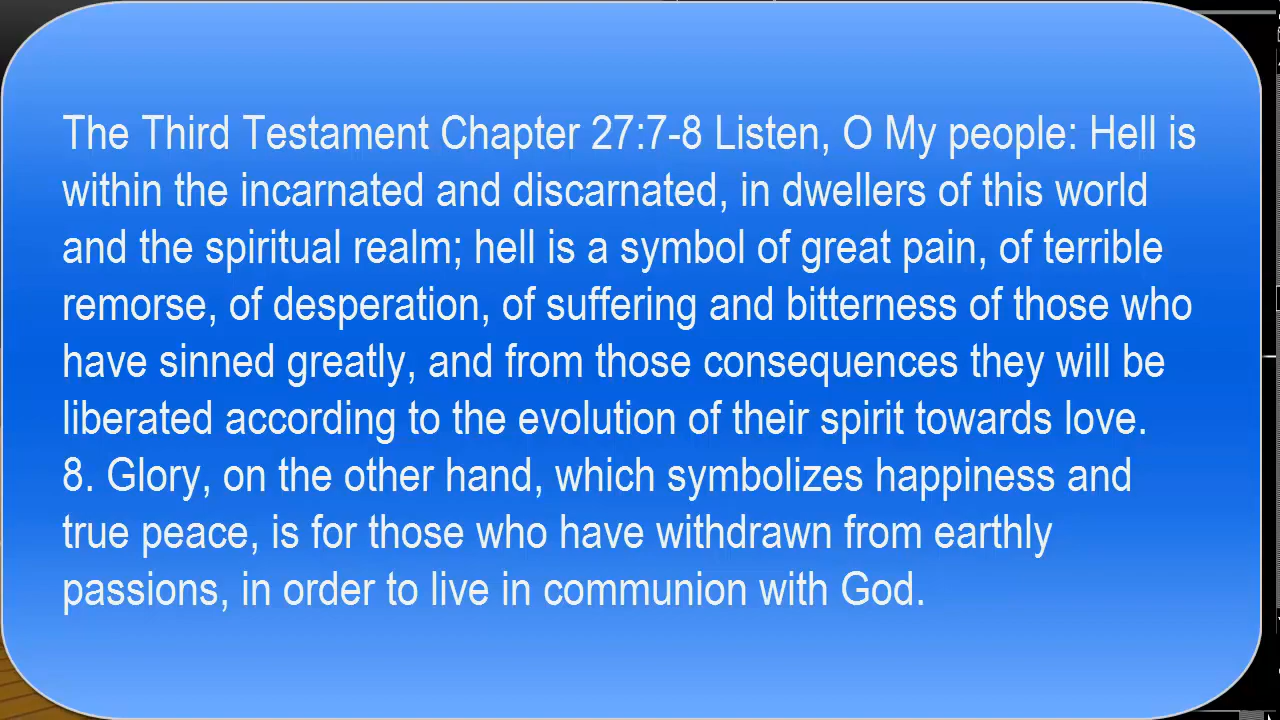 The Third Testament Chapter 27:7-8 Listen, O My people: Hell is
within the incarnated and discarnated, in dwellers of this world
and the spiritual realm; hell is a symbol of great pain, of terrible
remorse, of desperation, of suffering and bitterness of those who
have sinned greatly, and from those consequences they will be
liberated according to the evolution of their spirit towards love.
8. Glory, on the other hand, which symbolizes happiness and
true peace, is for those who have withdrawn from earthly
passions, in order to live in communion with God.